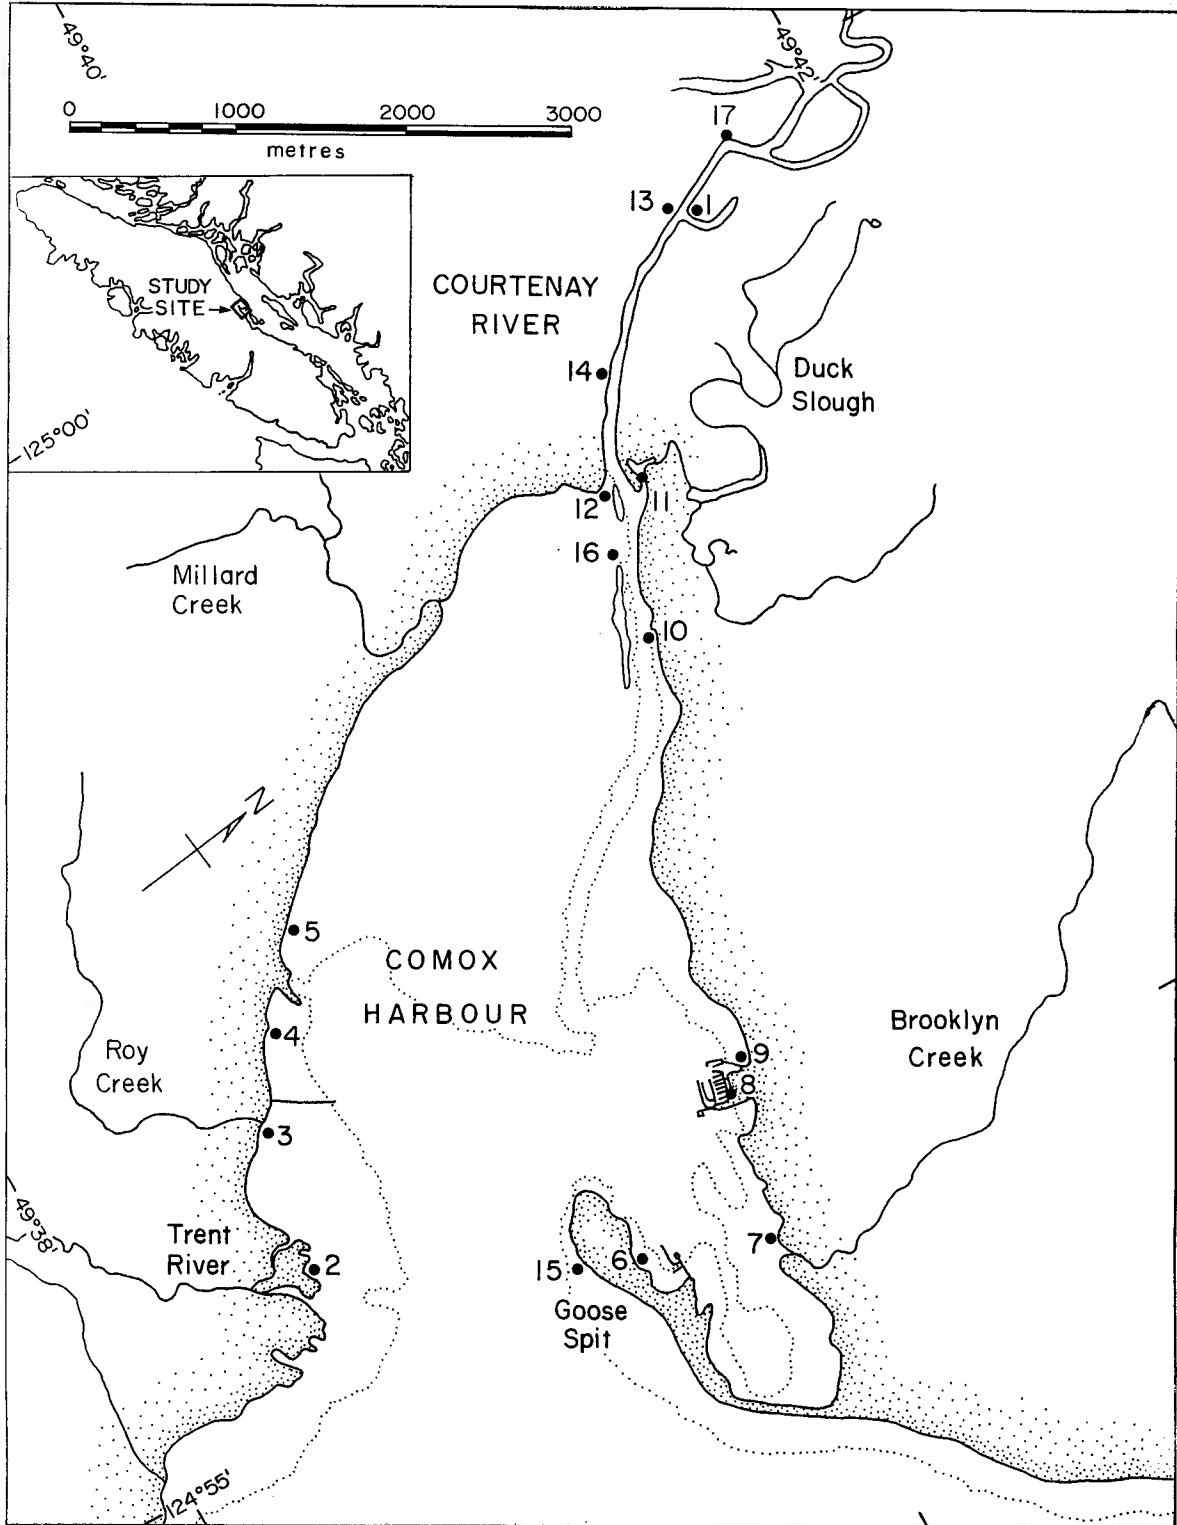 49°40'
49°42'
0 1000 2000 3000
metres
17
13
1
STUDY
SITE
COURTENAY
RIVER
14
Duck
Slough
125°00'
12
11
16
Millard
Creek
10
N
5
COMOX
HARBOUR
4
Roy
Creek
Brooklyn
Creek
9
8
3
49°38'
Trent
River
2
15
6
7
Goose
Spit
124°55'